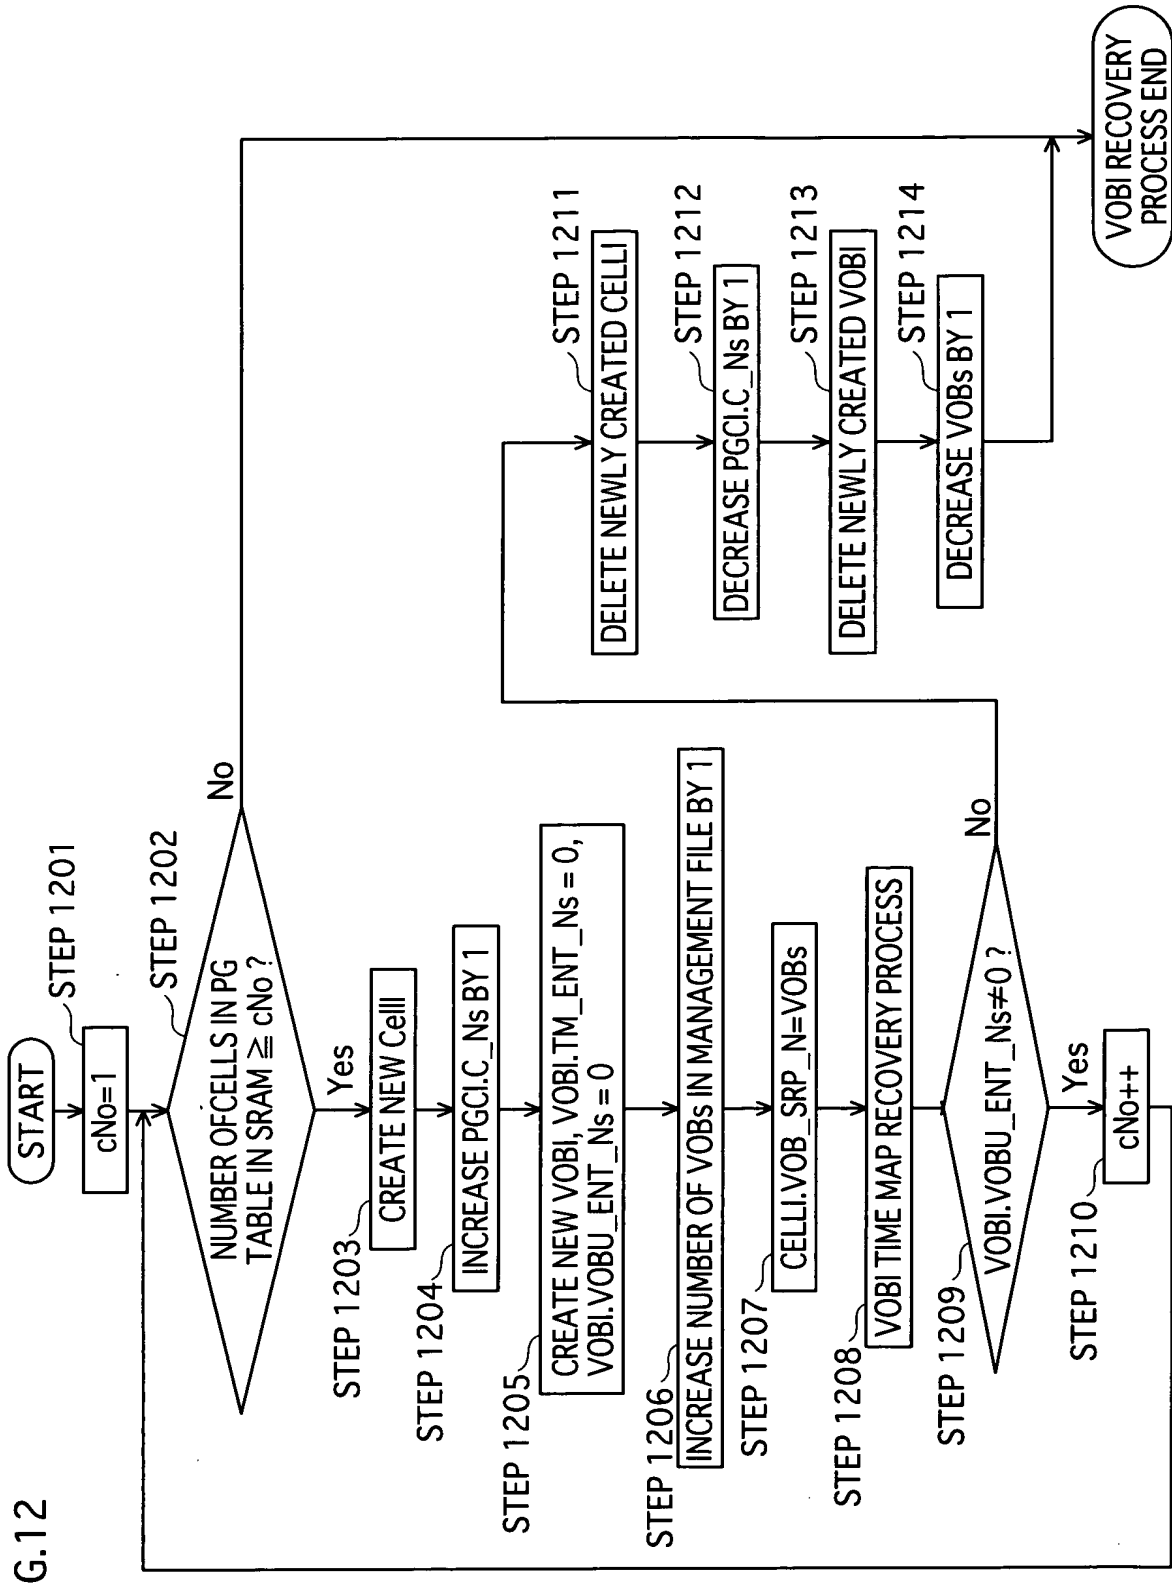 G.12
START
STEP 1201
cNo=1
STEP 1202
NUMBER OF CELLS IN PG
TABLE IN SRAM ≧ cNo ?
No
Yes
STEP 1203
CREATE NEW CellI
STEP 1204
INCREASE PGCI.C_Ns BY 1
STEP 1205
CREATE NEW VOBI, VOBI.TM_ENT_Ns = 0,
VOBI.VOBU_ENT_Ns = 0
STEP 1206
INCREASE NUMBER OF VOBs IN MANAGEMENT FILE BY 1
STEP 1207
CELLI.VOB_SRP_N=VOBs
STEP 1208
VOBI TIME MAP RECOVERY PROCESS
STEP 1209
VOBI.VOBU_ENT_Ns≠0 ?
No
Yes
STEP 1210
cNo++
STEP 1211
DELETE NEWLY CREATED CELLI
STEP 1212
DECREASE PGCI.C_Ns BY 1
STEP 1213
DELETE NEWLY CREATED VOBI
STEP 1214
DECREASE VOBs BY 1
VOBI RECOVERY
PROCESS END